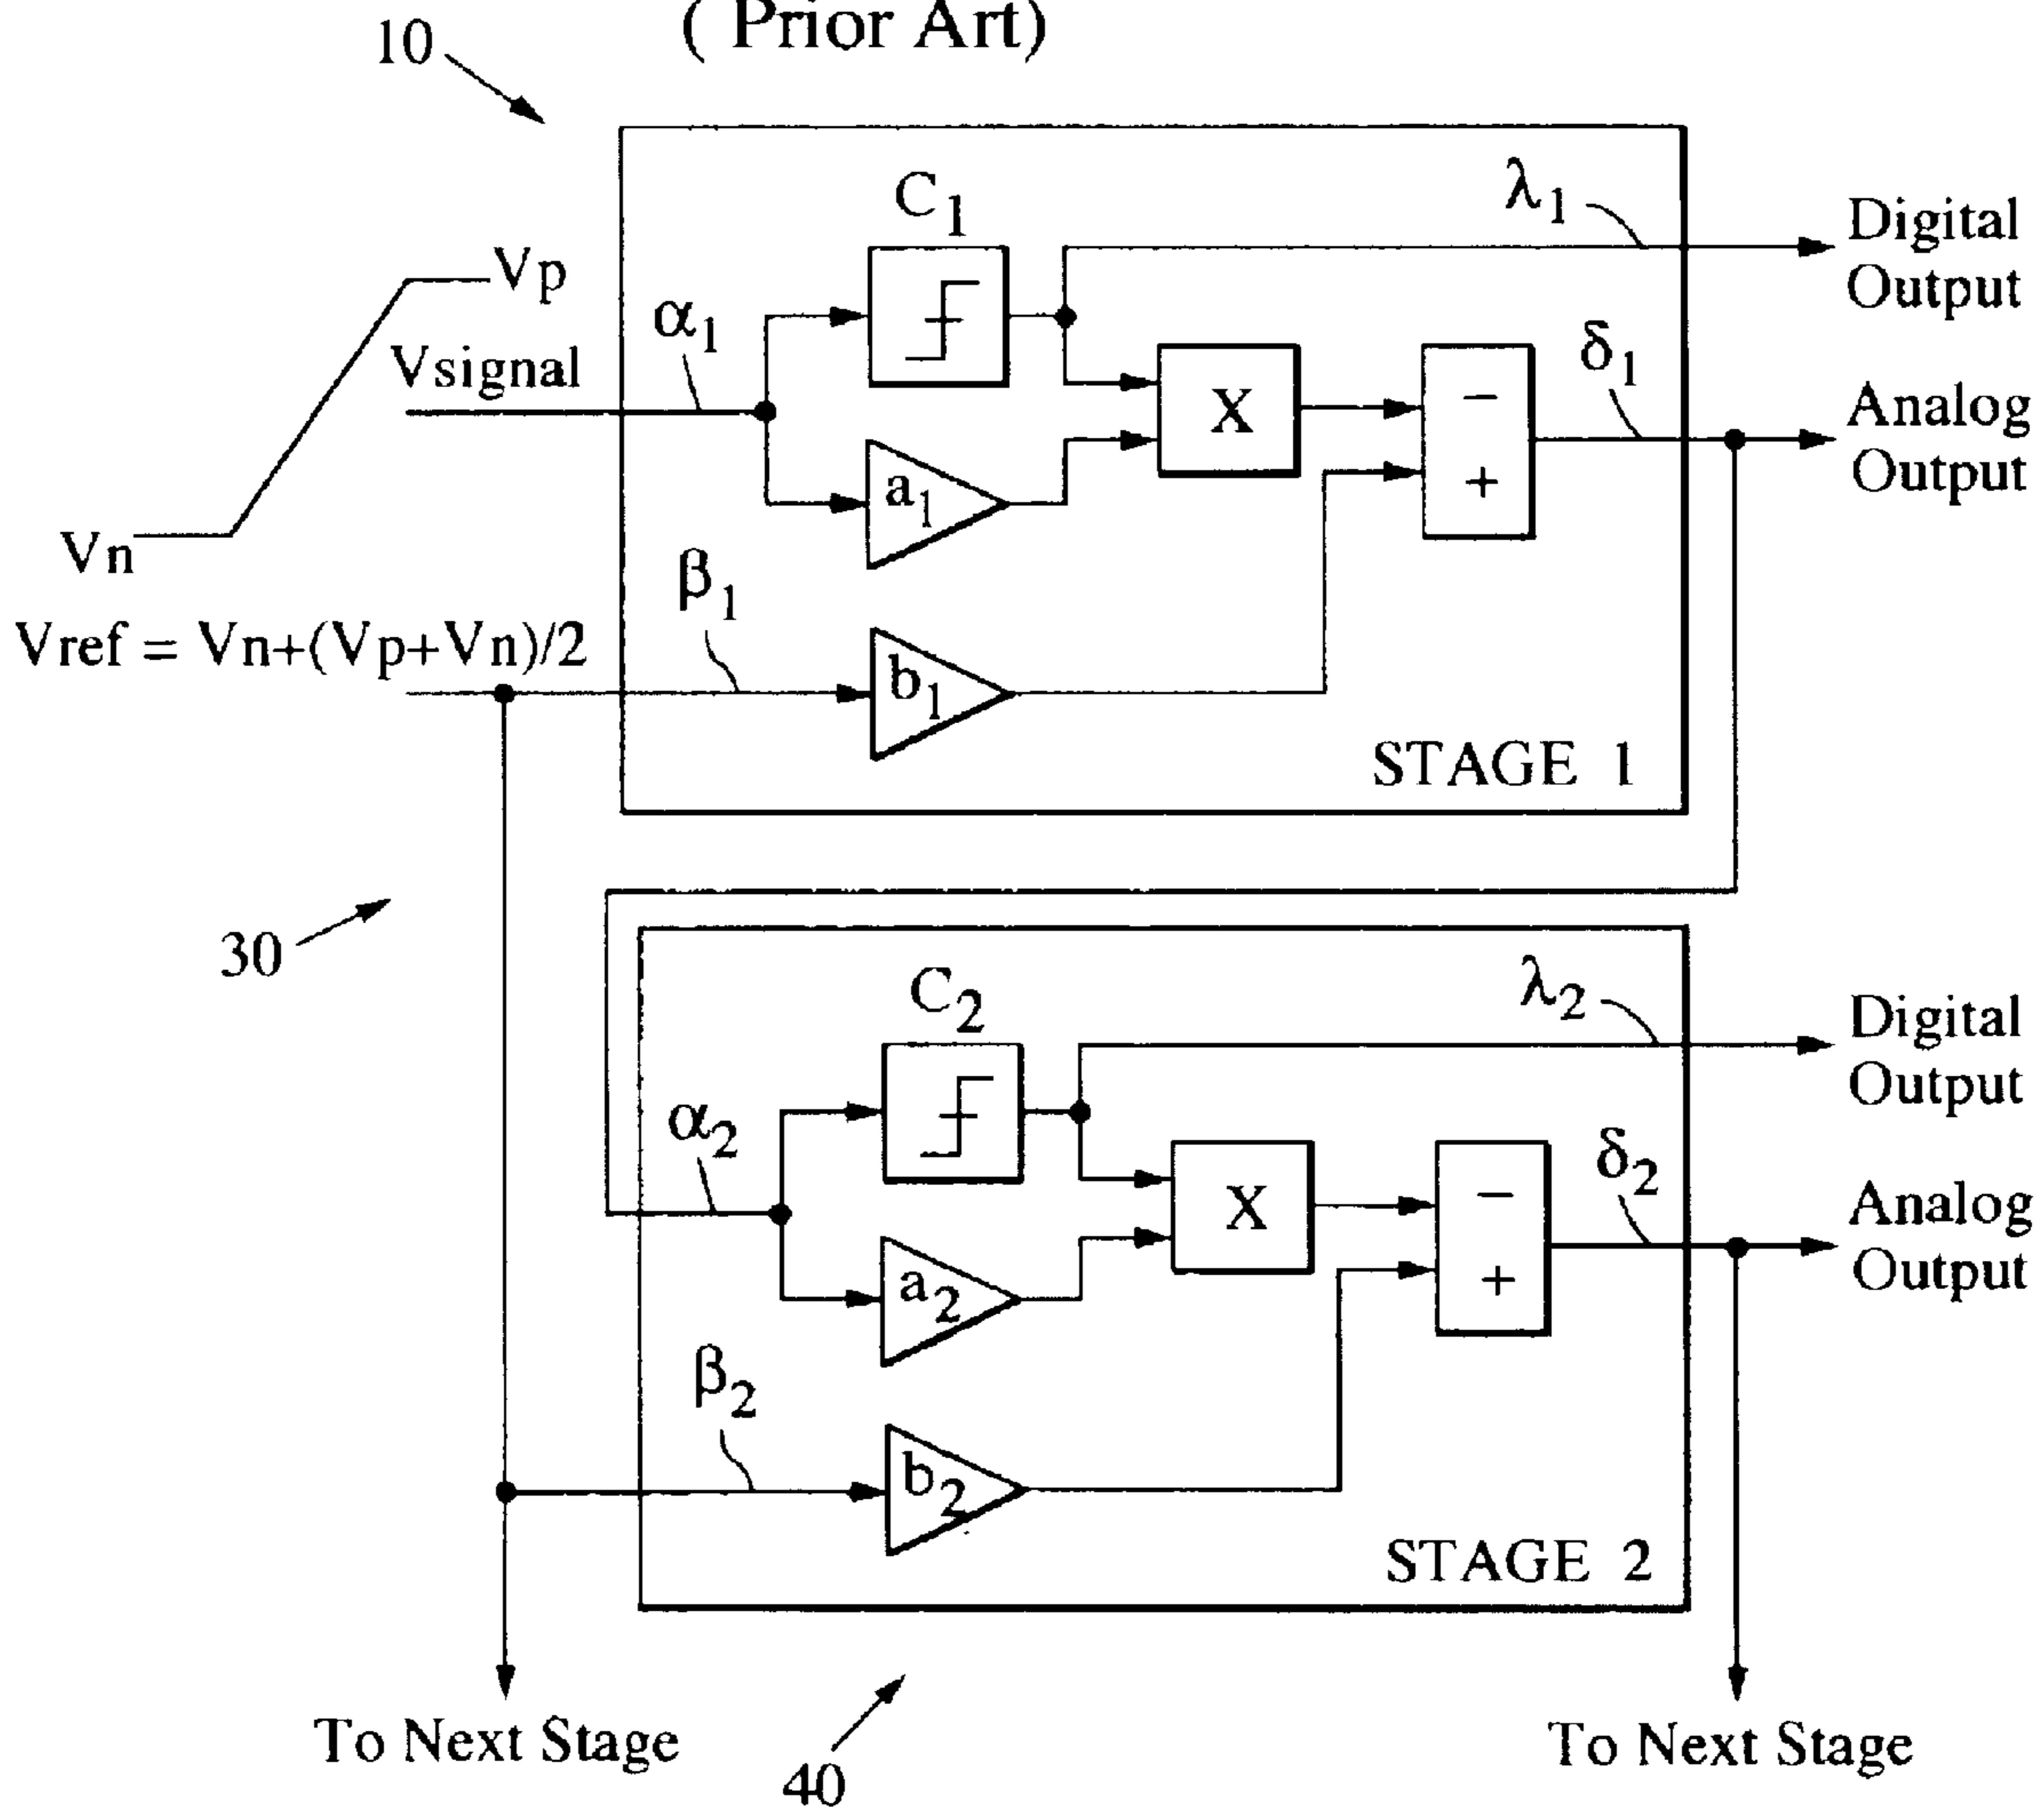 ( Prior Art)
10
C1
λ1
Digital
Output
Vp
α1
Vsignal
X
−
+
δ1
Analog
Output
a1
Vn
β1
Vref = Vn+(Vp+Vn)/2
b1
STAGE 1
30
C2
λ2
Digital
Output
α2
X
−
+
δ2
Analog
Output
a2
β2
b2
STAGE 2
To Next Stage
40
To Next Stage